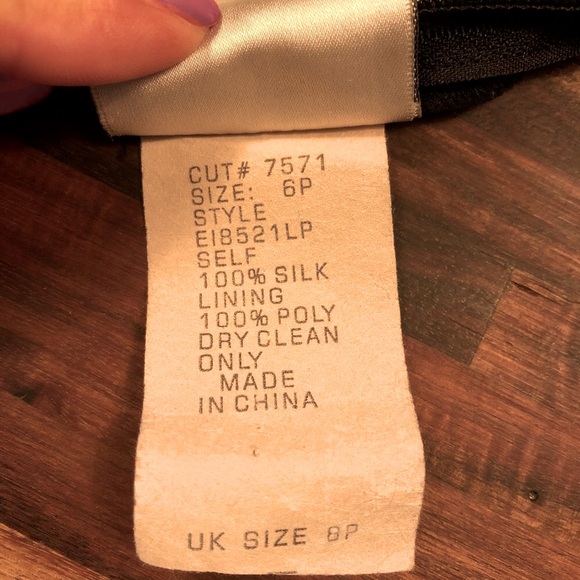 CUT# 7571
SIZE: 6P
STYLE
EI8521LP
SELF
100% SILK
LINING
100% POLY
DRY CLEAN
ONLY
MADE
IN CHINA
UK SIZE 8P